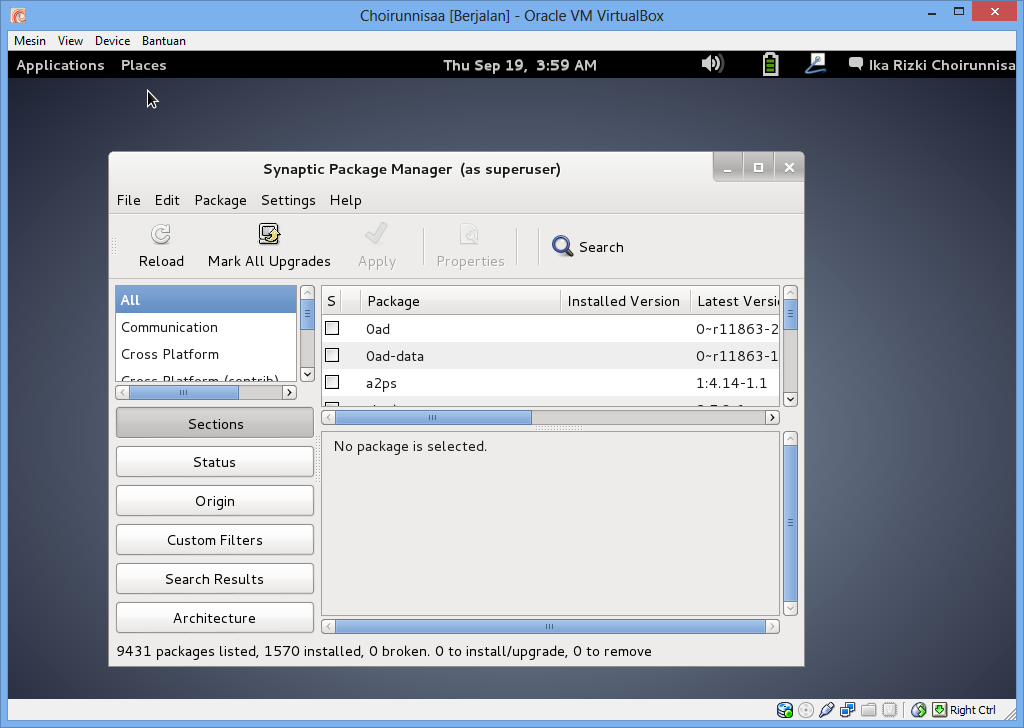 Choirunnisaa [Berjalan] - Oracle VM VirtualBox
Mesin View Device Bantuan
Applications Places Thu Sep 19, 3:59 AM Ika Rizki Choirunnisa
Synaptic Package Manager (as superuser)
File Edit Package Settings Help
Reload Mark All Upgrades Apply Properties Search
All
Communication
Cross Platform
Cross Platform (contrib)
S Package Installed Version Latest Versi
0ad 0~r11863-2
0ad-data 0~r11863-1
a2ps 1:4.14-1.1
Sections
Status
Origin
Custom Filters
Search Results
Architecture
No package is selected.
9431 packages listed, 1570 installed, 0 broken. 0 to install/upgrade, 0 to remove
Right Ctrl